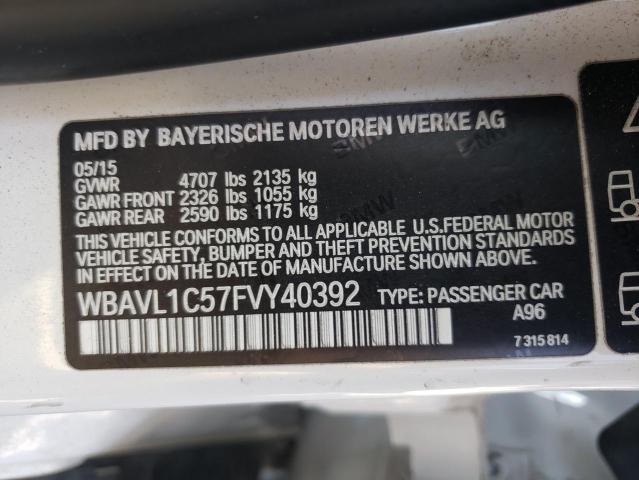 MFD BY BAYERISCHE MOTOREN WERKE AG
05/15
GVWR 4707 lbs 2135 kg
GAWR FRONT 2326 lbs 1055 kg
GAWR REAR 2590 lbs 1175 kg
THIS VEHICLE CONFORMS TO ALL APPLICABLE U.S.FEDERAL MOTOR
VEHICLE SAFETY, BUMPER AND THEFT PREVENTION STANDARDS
IN EFFECT ON THE DATE OF MANUFACTURE SHOWN ABOVE.
WBAVL1C57FVY40392 TYPE: PASSENGER CAR
A96
7 315 814